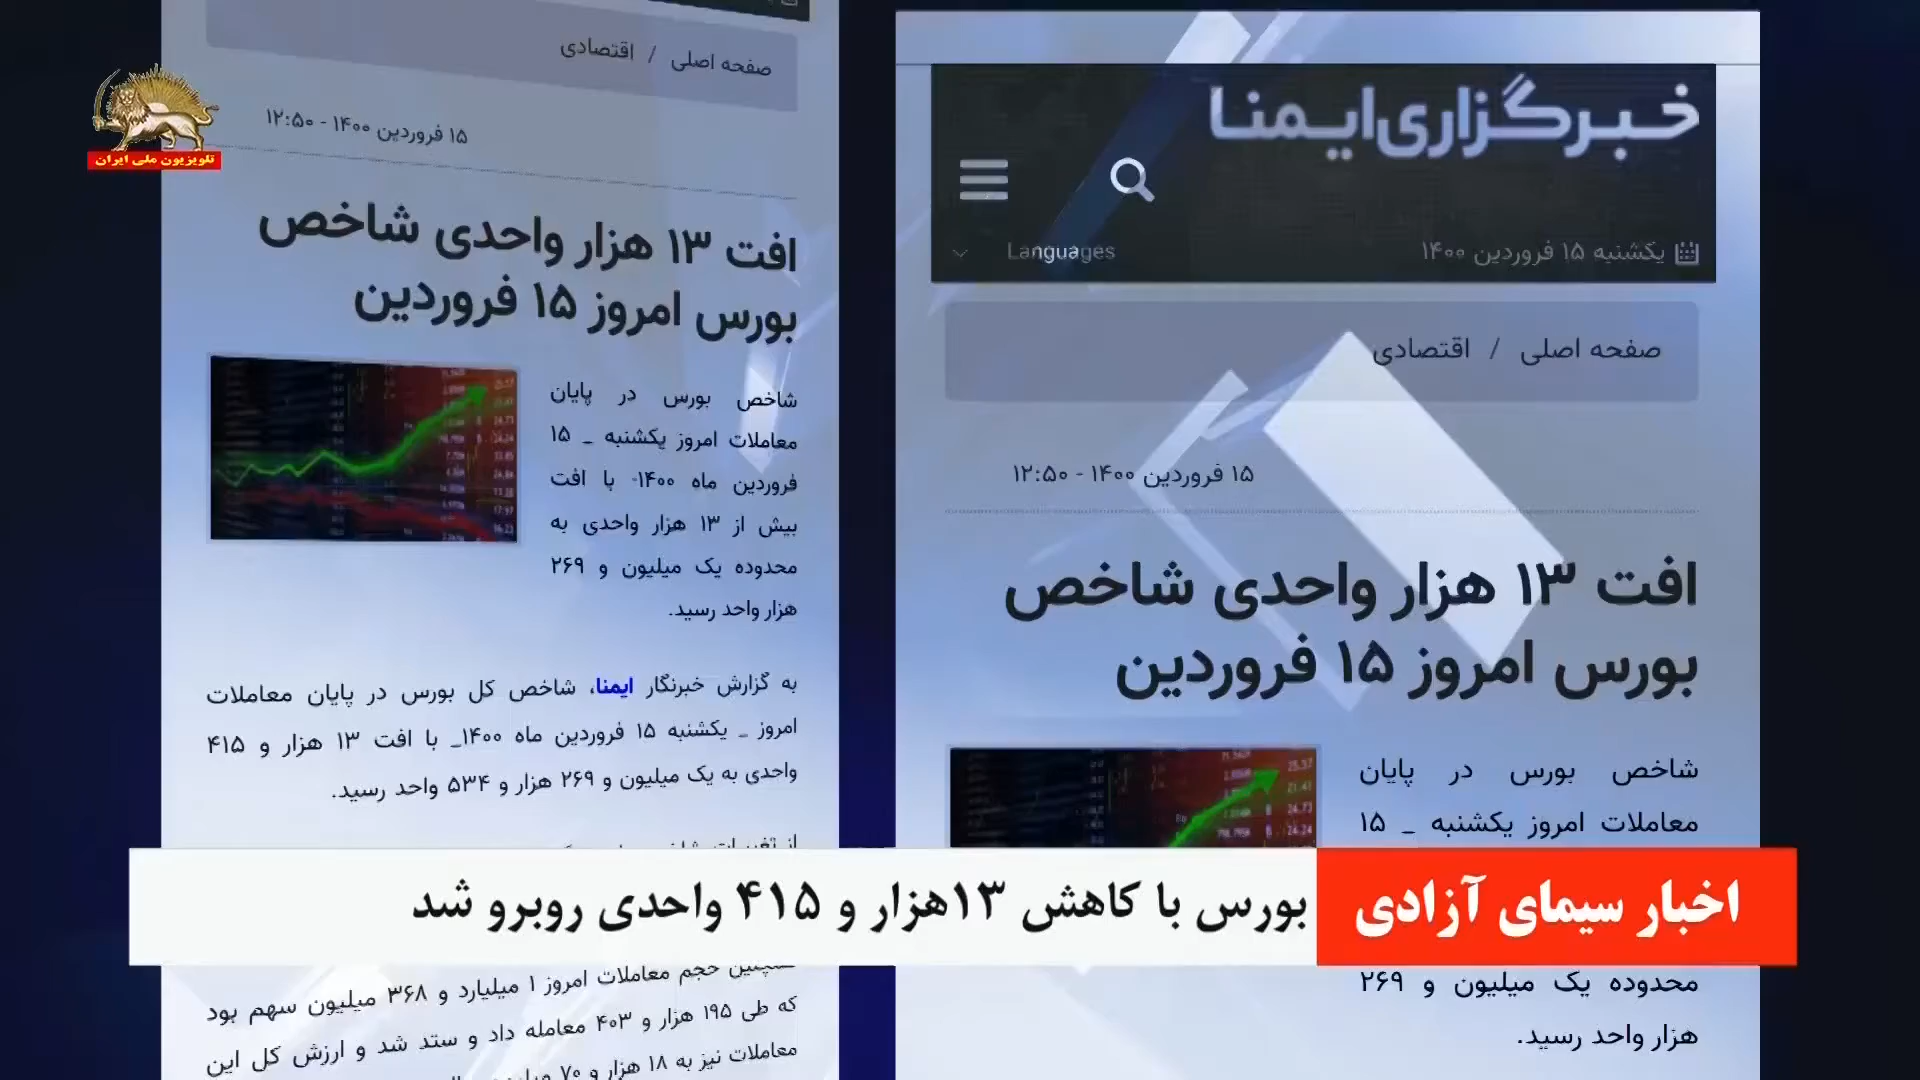 تلویزیون ملی ایران
خبرگزاری ایمنا
Languages
یکشنبه ۱۵ فروردین ۱۴۰۰
صفحه اصلی / اقتصادی
۱۵ فروردین ۱۴۰۰ - ۱۲:۵۰
افت ۱۳ هزار واحدی شاخص
بورس امروز ۱۵ فروردین
شاخص بورس در پایان
معاملات امروز یکشنبه _ ۱۵
محدوده یک میلیون و ۲۶۹
هزار واحد رسید.
صفحه اصلی / اقتصادی
۱۵ فروردین ۱۴۰۰ - ۱۲:۵۰
افت ۱۳ هزار واحدی شاخص
بورس امروز ۱۵ فروردین
شاخص بورس در پایان
معاملات امروز یکشنبه _ ۱۵
فروردین ماه ۱۴۰۰- با افت
بیش از ۱۳ هزار واحدی به
محدوده یک میلیون و ۲۶۹
هزار واحد رسید.
به گزارش خبرنگار ایمنا، شاخص کل بورس در پایان معاملات
امروز _ یکشنبه ۱۵ فروردین ماه ۱۴۰۰_ با افت ۱۳ هزار و ۴۱۵
واحدی به یک میلیون و ۲۶۹ هزار و ۵۳۴ واحد رسید.
همچنین حجم معاملات امروز ۱ میلیارد و ۳۶۸ میلیون سهم بود
که طی ۱۹۵ هزار و ۴۰۳ معامله داد و ستد شد و ارزش کل این
معاملات نیز به ۱۸ هزار و ۷۰
اخبار سیمای آزادی
بورس با کاهش ۱۳هزار و ۴۱۵ واحدی روبرو شد